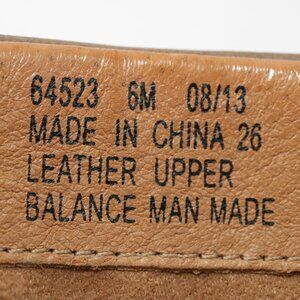 64523 6M 08/13
MADE IN CHINA 26
LEATHER UPPER
BALANCE MAN MADE